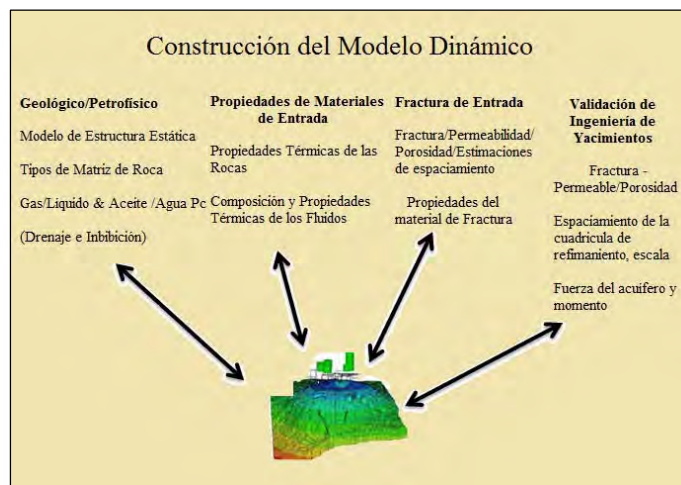 Construcción del Modelo Dinámico
Geológico/Petrofísico
Modelo de Estructura Estática
Tipos de Matriz de Roca
Gas/Liquido & Aceite /Agua Pc
(Drenaje e Inbibición)
Propiedades de Materiales
de Entrada
Propiedades Térmicas de las
Rocas
Composición y Propiedades
Térmicas de los Fluidos
Fractura de Entrada
Fractura/Permeabilidad/
Porosidad/Estimaciones
de espaciamiento
Propiedades del
material de Fractura
Validación de
Ingeniería de
Yacimientos
Fractura -
Permeable/Porosidad
Espaciamiento de la
cuadricula de
refimaniento, escala
Fuerza del acuifero y
momento